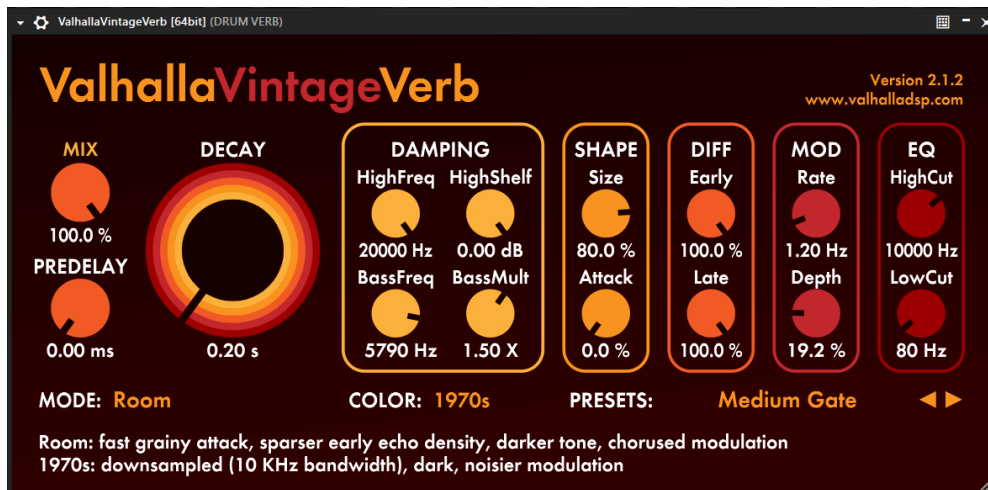 ValhallaVintageVerb [64bit] (DRUM VERB)
ValhallaVintageVerb
Version 2.1.2
www.valhalladsp.com
MIX
100.0 %
PREDELAY
0.00 ms
DECAY
0.20 s
DAMPING
HighFreq HighShelf
20000 Hz 0.00 dB
BassFreq BassMult
5790 Hz 1.50 X
SHAPE
Size
80.0 %
Attack
0.0 %
DIFF
Early
100.0 %
Late
100.0 %
MOD
Rate
1.20 Hz
Depth
19.2 %
EQ
HighCut
10000 Hz
LowCut
80 Hz
MODE: Room COLOR: 1970s PRESETS: Medium Gate
Room: fast grainy attack, sparser early echo density, darker tone, chorused modulation
1970s: downsampled (10 KHz bandwidth), dark, noisier modulation